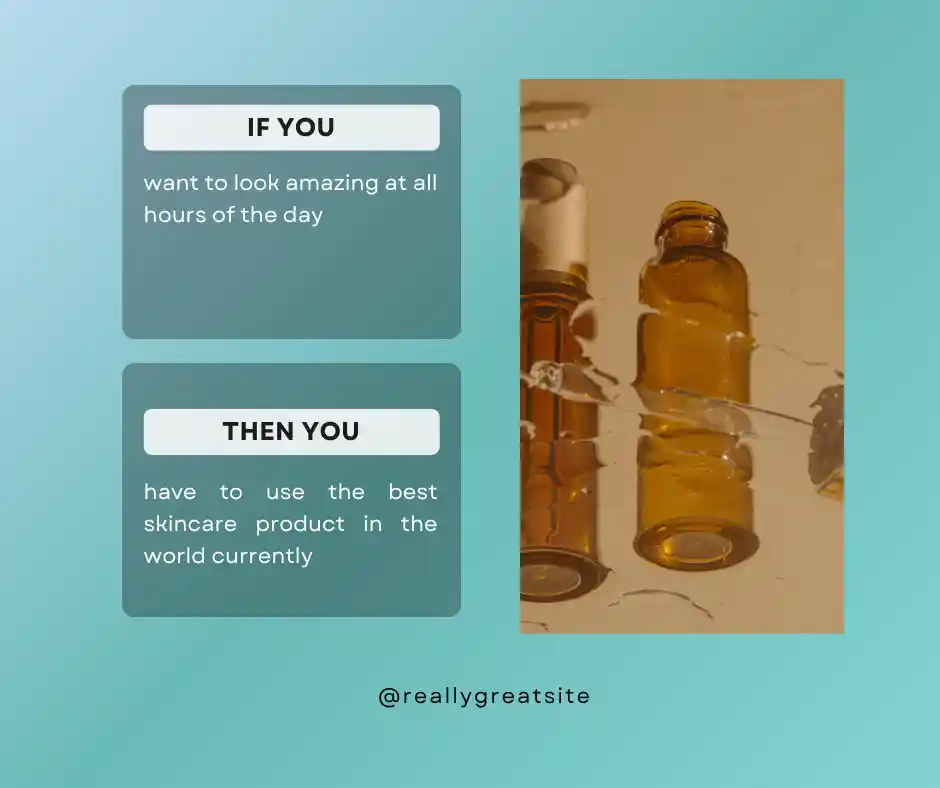 IF YOU
want to look amazing at all
hours of the day
THEN YOU
have to use the best
skincare product in the
world currently
@reallygreatsite